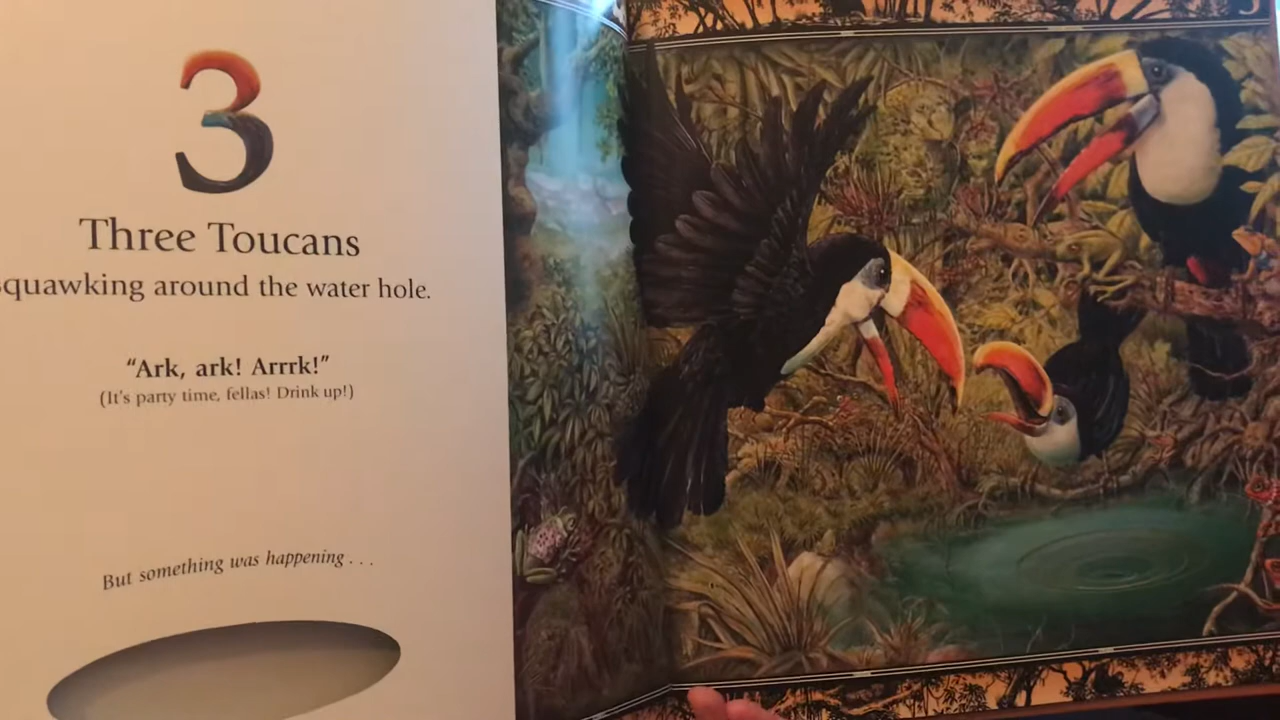 3
Three Toucans
squawking around the water hole.
“Ark, ark! Arrrk!”
(It's party time, fellas! Drink up!)
But something was happening . . .